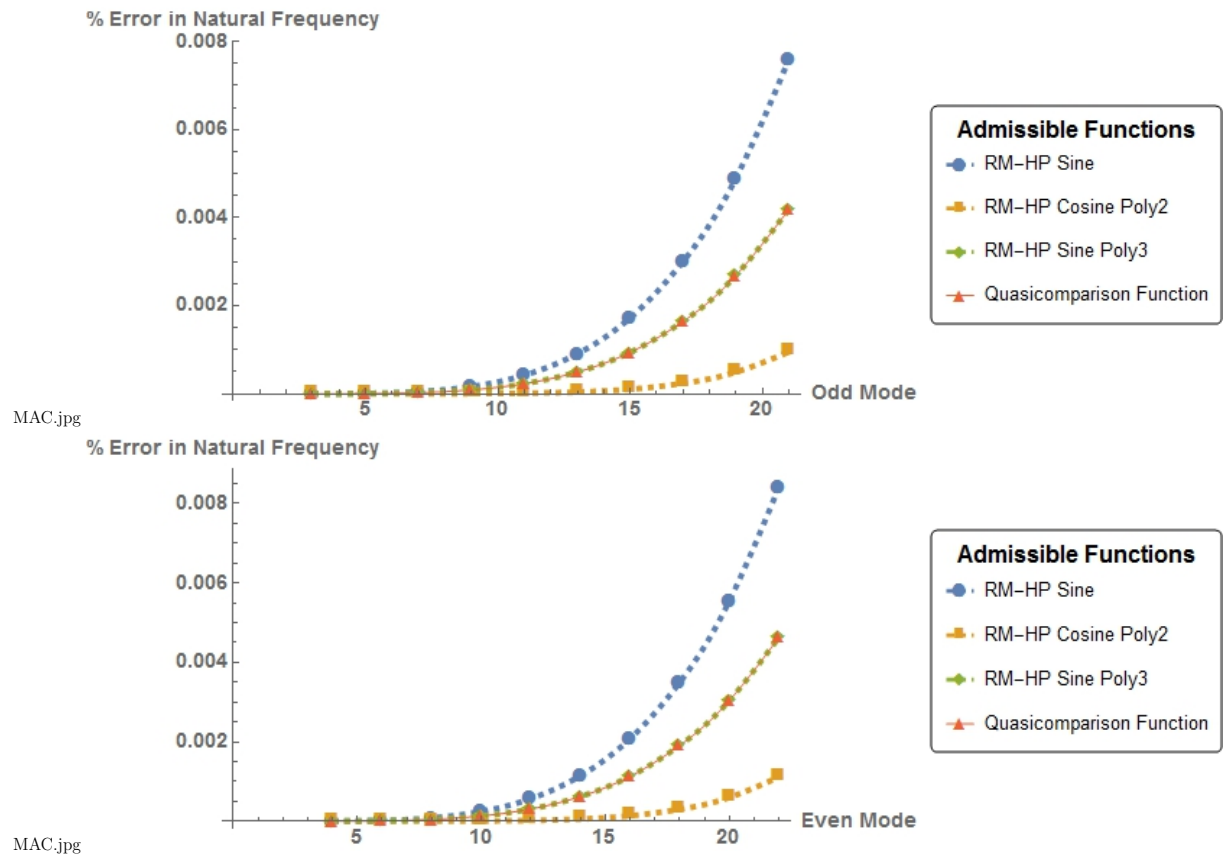 % Error in Natural Frequency
0.008
0.006
0.004
0.002
5
10
15
20
Odd Mode
Admissible Functions
RM–HP Sine
RM–HP Cosine Poly2
RM–HP Sine Poly3
Quasicomparison Function
MAC.jpg
% Error in Natural Frequency
0.008
0.006
0.004
0.002
5
10
15
20
Even Mode
Admissible Functions
RM–HP Sine
RM–HP Cosine Poly2
RM–HP Sine Poly3
Quasicomparison Function
MAC.jpg